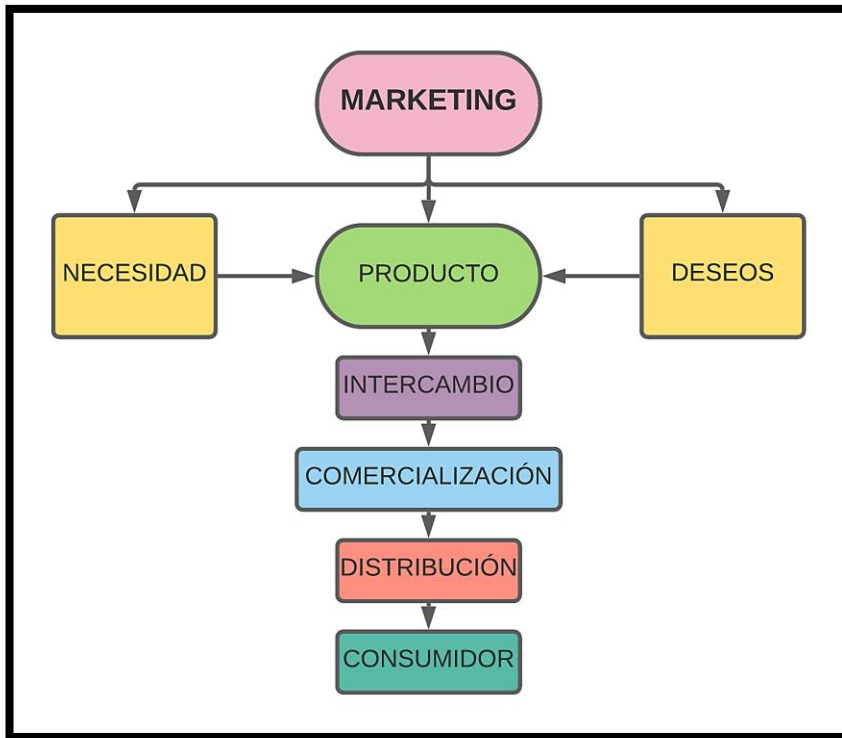 MARKETING
NECESIDAD
PRODUCTO
DESEOS
INTERCAMBIO
COMERCIALIZACIÓN
DISTRIBUCIÓN
CONSUMIDOR